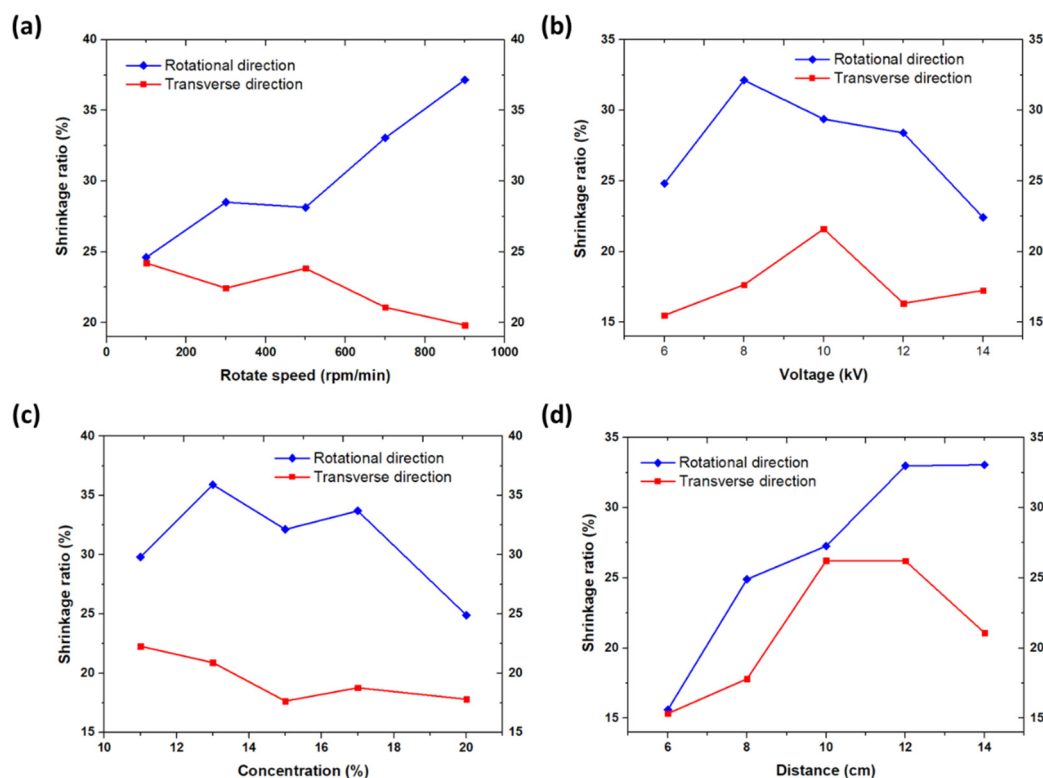 (a)
40
35
30
25
20
Shrinkage ratio (%)
Rotational direction
Transverse direction
40
35
30
25
20
0 200 400 600 800 1000
Rotate speed (rpm/min)
(b)
35
30
25
20
15
Shrinkage ratio (%)
Rotational direction
Transverse direction
35
30
25
20
15
6 8 10 12 14
Voltage (kV)
(c)
40
35
30
25
20
15
Shrinkage ratio (%)
Rotational direction
Transverse direction
40
35
30
25
20
15
10 12 14 16 18 20
Concentration (%)
(d)
35
30
25
20
15
Shrinkage ratio (%)
Rotational direction
Transverse direction
35
30
25
20
15
6 8 10 12 14
Distance (cm)